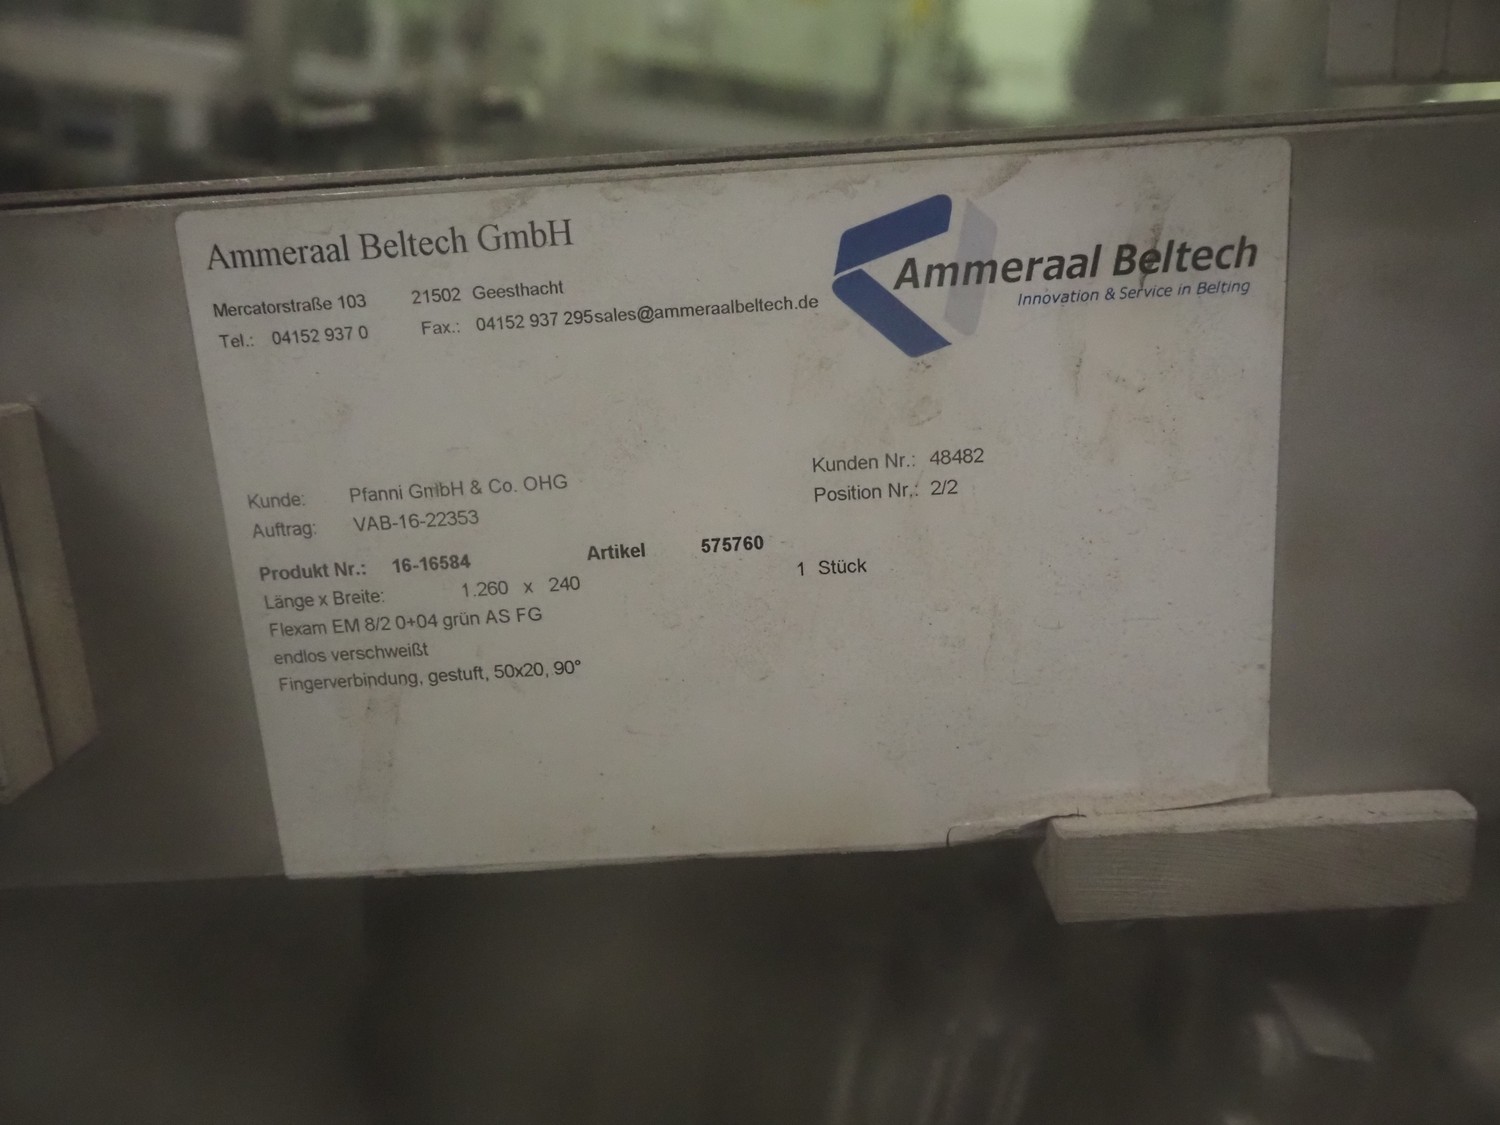 Ammeraal Beltech GmbH
Mercatorstraße 103 21502 Geesthacht
Tel.: 04152 937 0 Fax.: 04152 937 295sales@ammeraalbeltech.de
Ammeraal Beltech
Innovation & Service in Belting
Kunde: Pfanni GmbH & Co. OHG
Kunden Nr.: 48482
Auftrag: VAB-16-22353
Position Nr.: 2/2
Produkt Nr.: 16-16584 Artikel 575760
Länge x Breite: 1.260 x 240 1 Stück
Flexam EM 8/2 0+04 grün AS FG
endlos verschweißt
Fingerverbindung, gestuft, 50x20, 90°